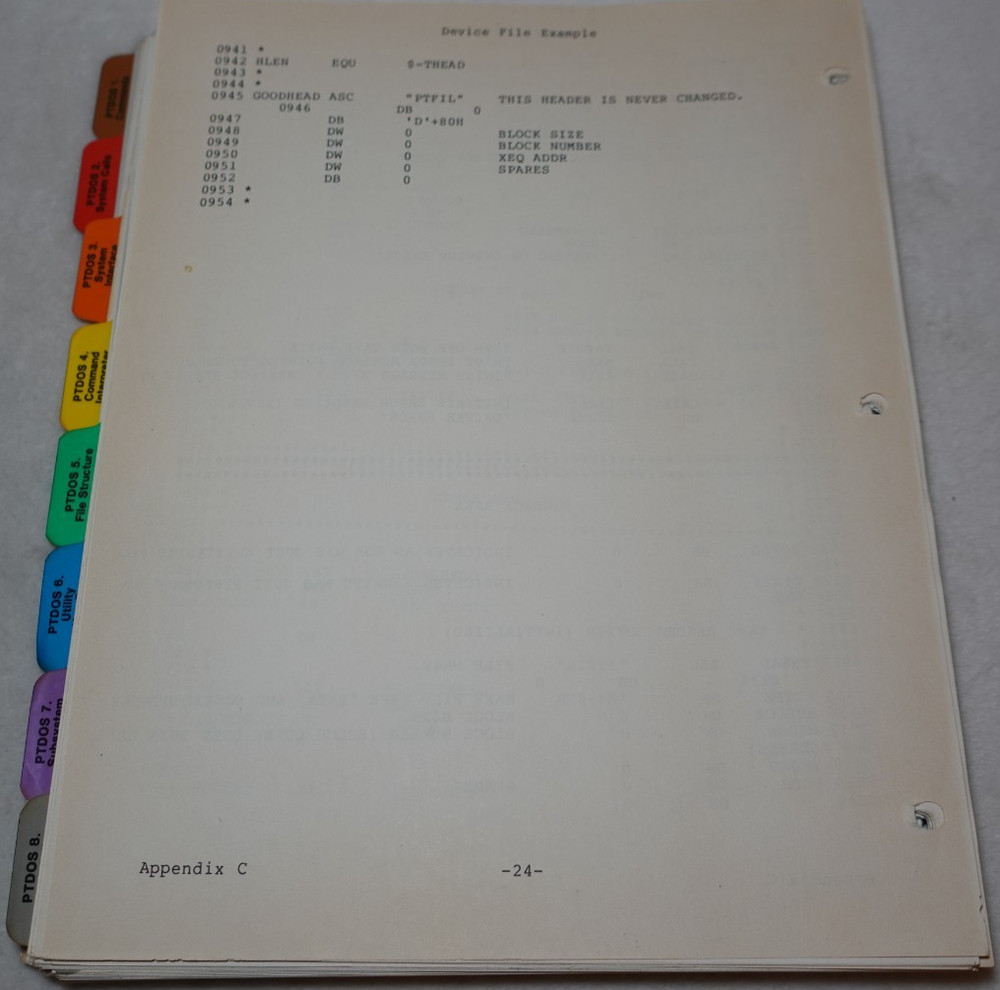 Device File Example
0941 *
0942 HLEN EQU $-THEAD
0943 *
0944 *
0945 GOODHEAD ASC "PTFIL" THIS HEADER IS NEVER CHANGED.
0946 DB 0
0947 DB 'D'+80H
0948 DW 0 BLOCK SIZE
0949 DW 0 BLOCK NUMBER
0950 DW 0 XEQ ADDR
0951 DW 0 SPARES
0952 DB 0
0953 *
0954 *
Appendix C -24-
PTDOS 1.
PTDOS 2.
System Calls
PTDOS 3.
System
Interface
PTDOS 4.
Command
Interpreter
PTDOS 5.
File Structure
PTDOS 6.
Utility
PTDOS 7.
Subsystem
PTDOS 8.